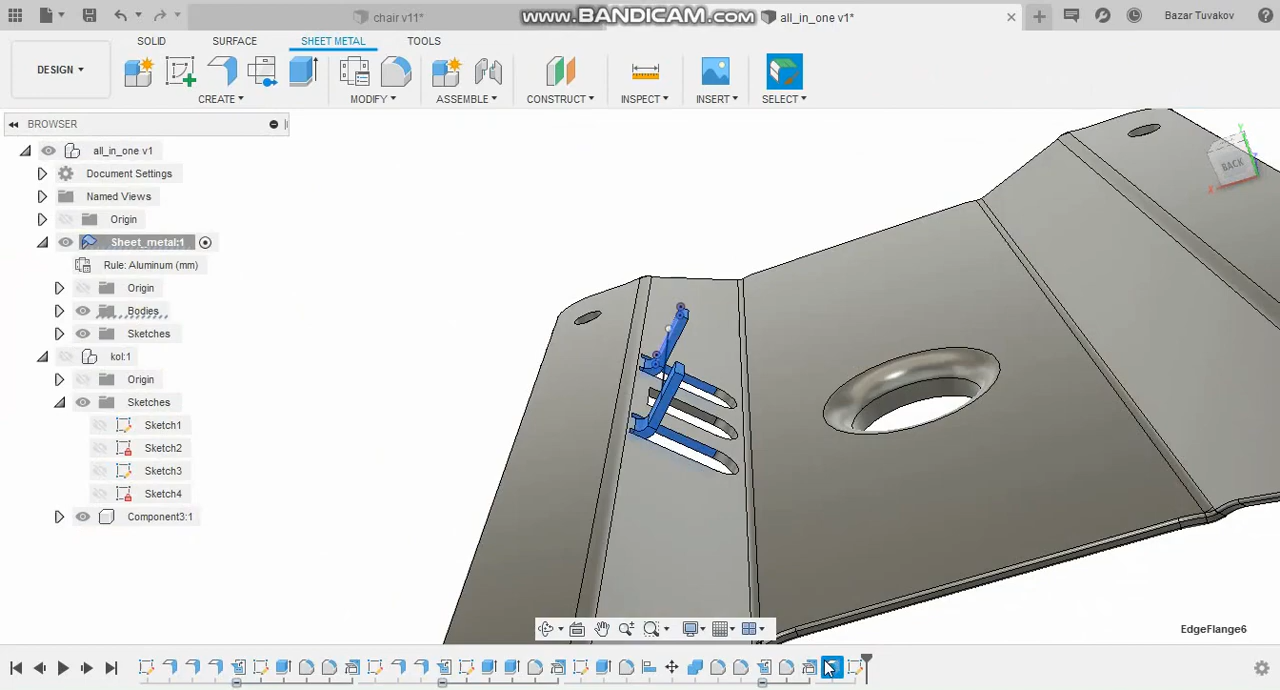 chair v11*
www.BANDICAM.com
all_in_one v1*
Bazar Tuvakov
DESIGN
SOLID
SURFACE
SHEET METAL
TOOLS
CREATE
MODIFY
ASSEMBLE
CONSTRUCT
INSPECT
INSERT
SELECT
BROWSER
all_in_one v1
Document Settings
Named Views
Origin
Sheet_metal:1
Rule: Aluminum (mm)
Origin
Bodies
Sketches
kol:1
Origin
Sketches
Sketch1
Sketch2
Sketch3
Sketch4
Component3:1
BACK
X
Y
EdgeFlange6